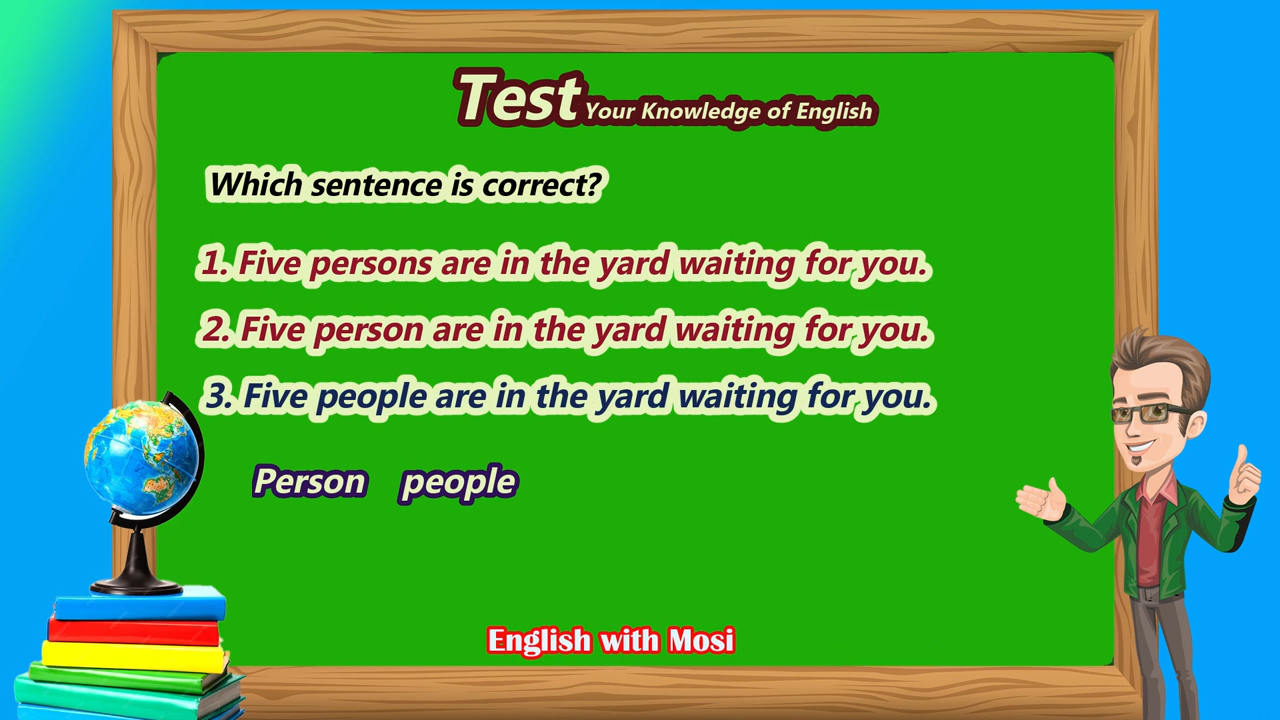 Test Your Knowledge of English
Which sentence is correct?
1. Five persons are in the yard waiting for you.
2. Five person are in the yard waiting for you.
3. Five people are in the yard waiting for you.
Person people
English with Mosi